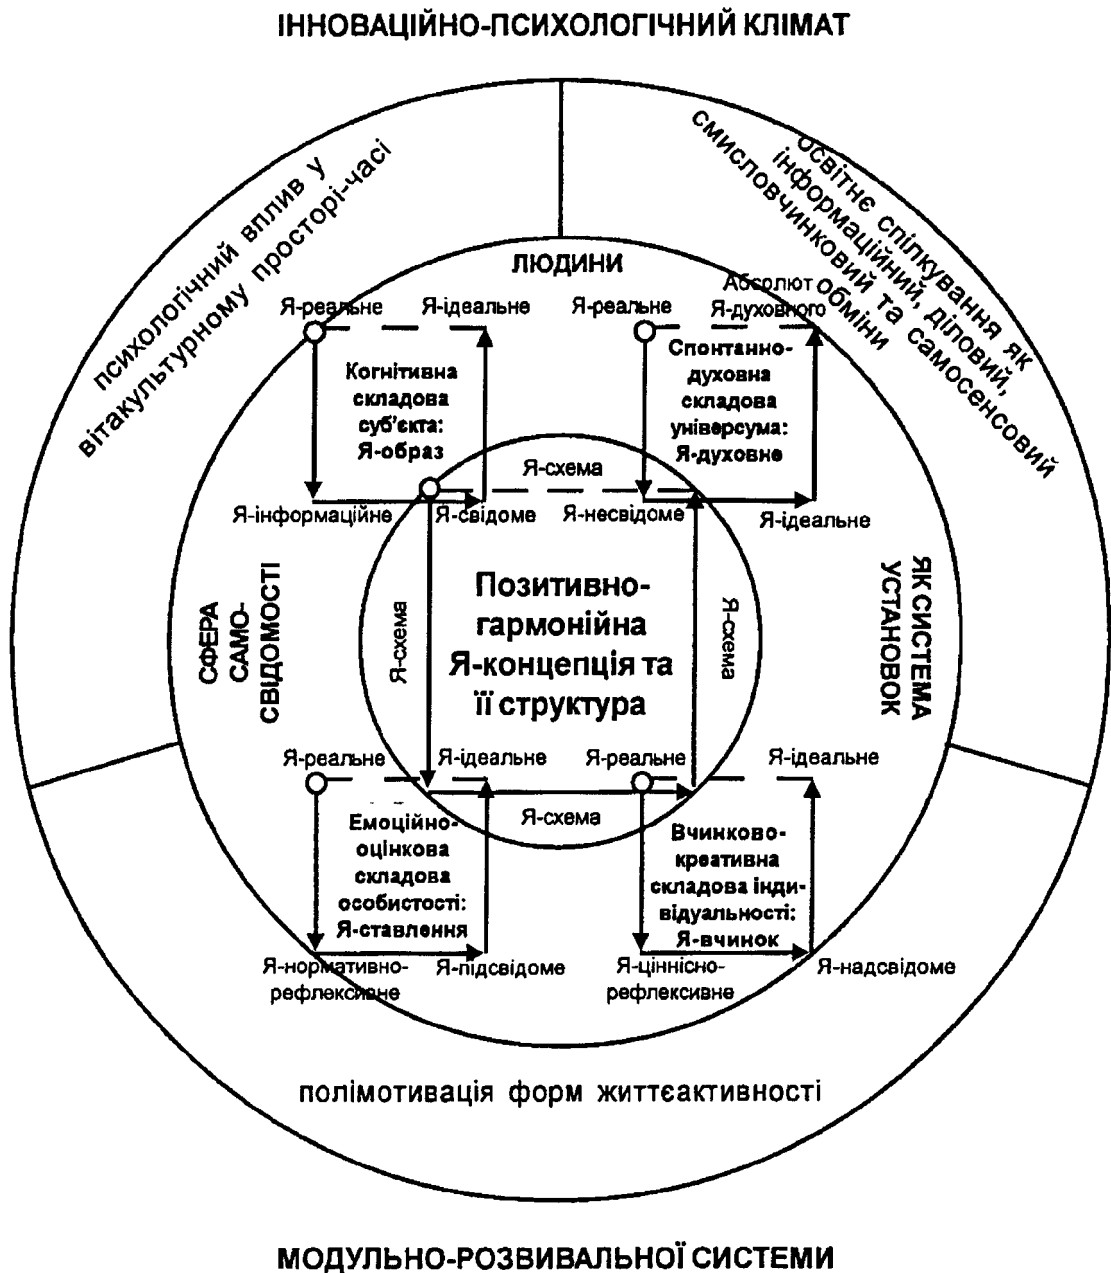 ІННОВАЦІЙНО-ПСИХОЛОГІЧНИЙ КЛІМАТ
психологічний вплив у
вітакультурному просторі-часі
освітнє спілкування як
інформаційний, діловий,
смисловчинковий та самосенсовий
обміни
ЛЮДИНИ
Я-реальне
Я-ідеальне
Я-реальне
Абсолют
Я-духовного
Когнітивна
складова
суб'єкта:
Я-образ
Спонтанно-
духовна
складова
універсума:
Я-духовне
Я-схема
Я-інформаційне
Я-свідоме
Я-несвідоме
Я-ідеальне
СФЕРА
САМО-
СВІДОМОСТІ
Я-схема
Позитивно-
гармонійна
Я-концепція та
її структура
Я-схема
ЯК СИСТЕМА
УСТАНОВОК
Я-реальне
Я-ідеальне
Я-реальне
Я-ідеальне
Я-схема
Емоційно-
оцінкова
складова
особистості:
Я-ставлення
Вчинково-
креативна
складова інди-
відуальності:
Я-вчинок
Я-нормативно-
рефлексивне
Я-підсвідоме
Я-ціннісно-
рефлексивне
Я-надсвідоме
полімотивація форм життєактивності
МОДУЛЬНО-РОЗВИВАЛЬНОЇ СИСТЕМИ